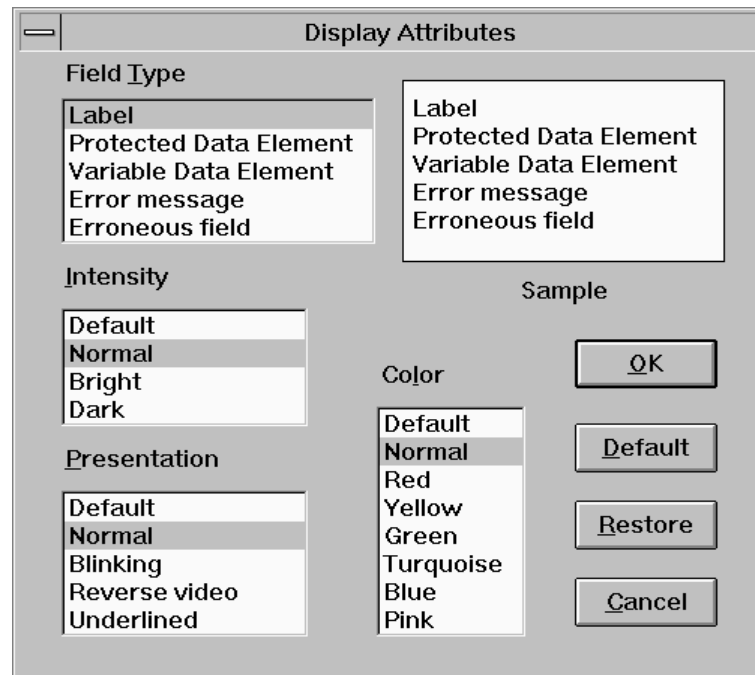 Display Attributes
Field Type
Label
Protected Data Element
Variable Data Element
Error message
Erroneous field
Label
Protected Data Element
Variable Data Element
Error message
Erroneous field
Sample
Intensity
Default
Normal
Bright
Dark
Presentation
Default
Normal
Blinking
Reverse video
Underlined
Color
Default
Normal
Red
Yellow
Green
Turquoise
Blue
Pink
OK
Default
Restore
Cancel